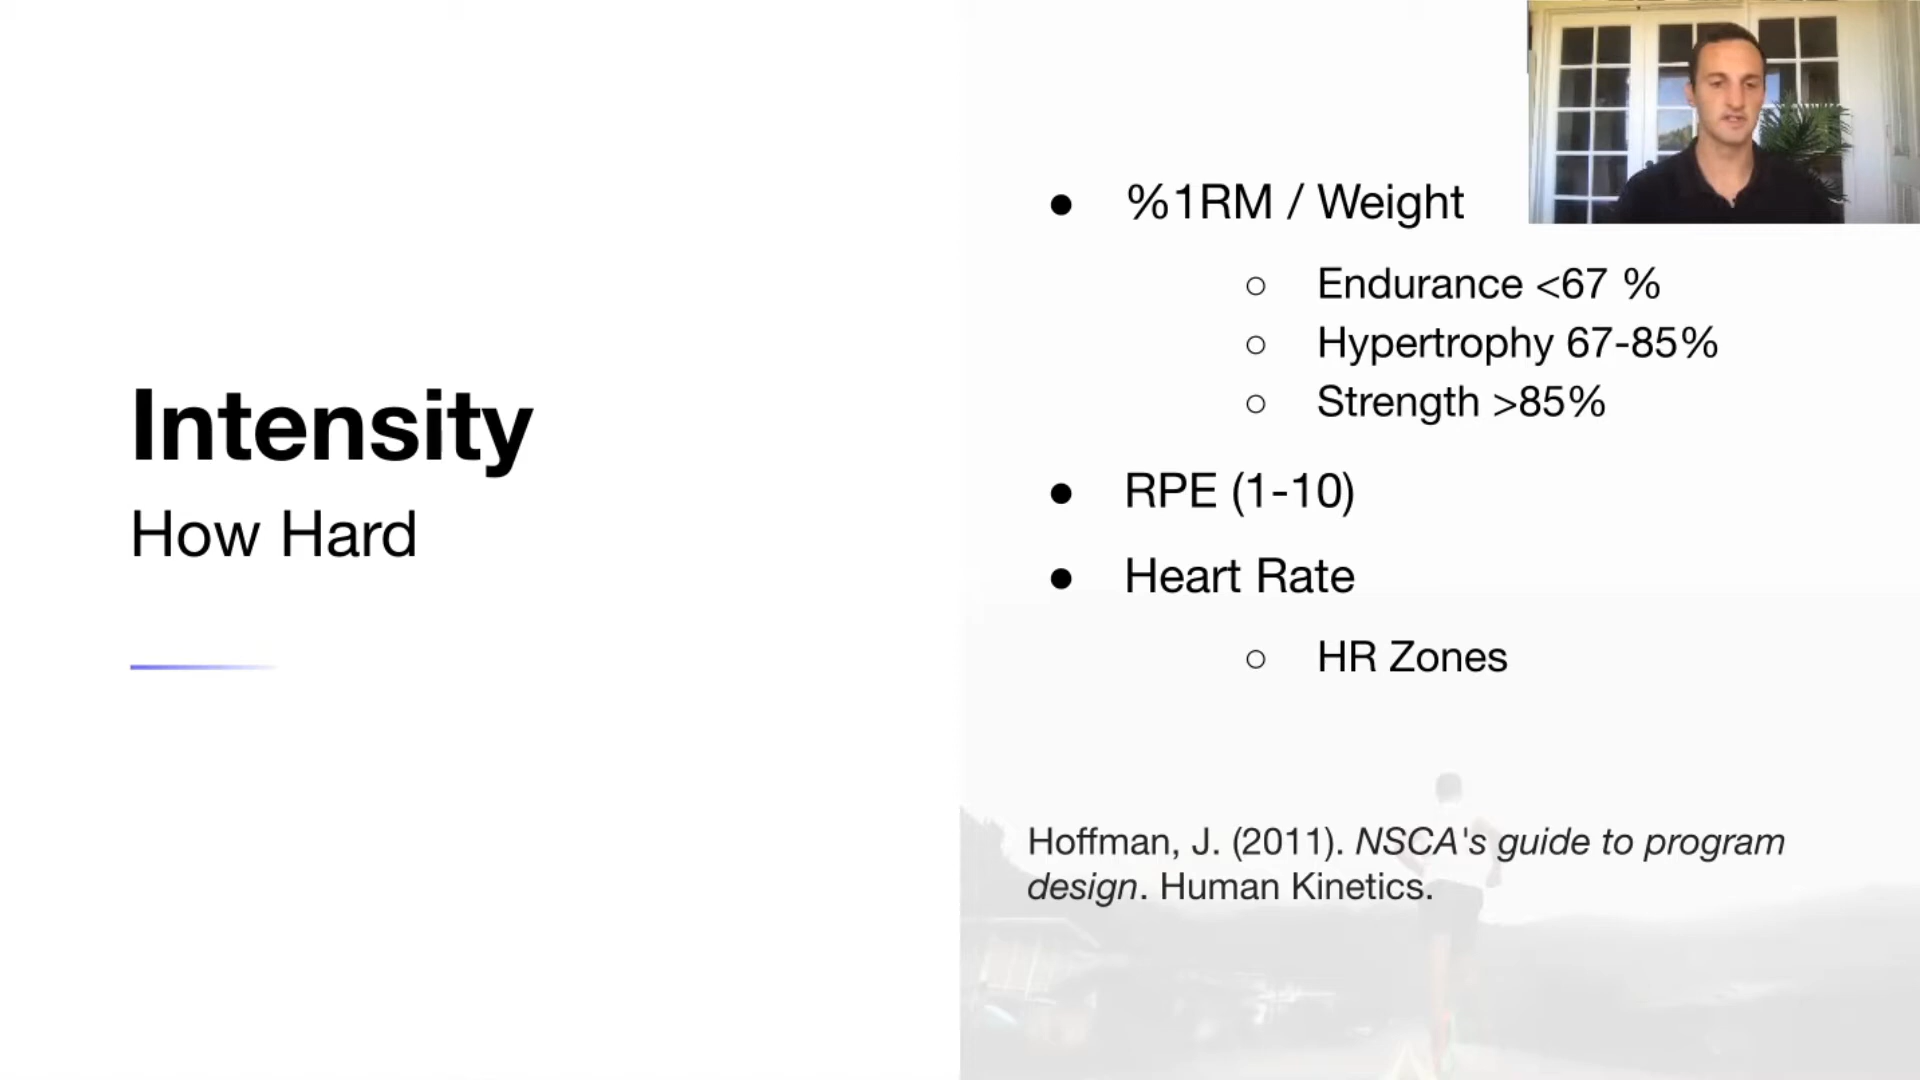 Intensity
How Hard
● %1RM / Weight
○ Endurance <67 %
○ Hypertrophy 67-85%
○ Strength >85%
● RPE (1-10)
● Heart Rate
○ HR Zones
Hoffman, J. (2011). NSCA's guide to program
design. Human Kinetics.